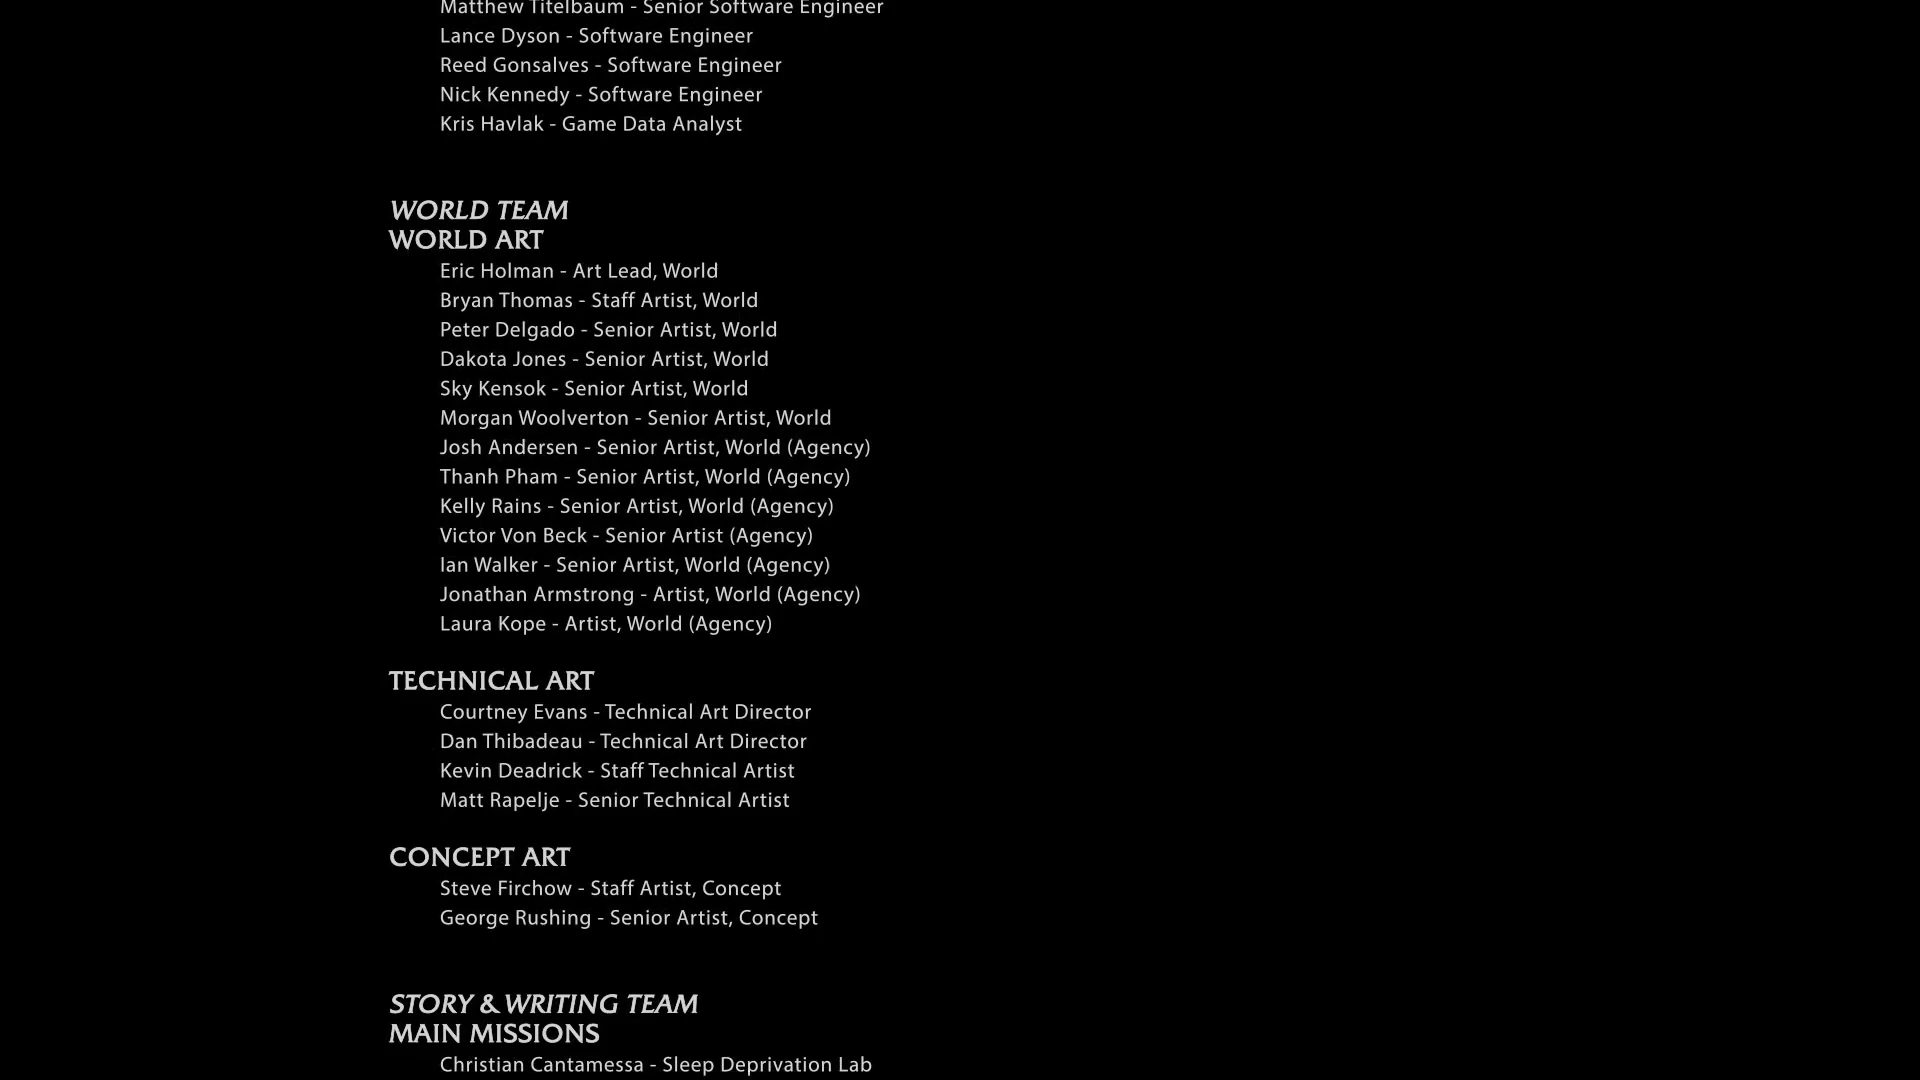 Matthew Titelbaum - Senior Software Engineer
Lance Dyson - Software Engineer
Reed Gonsalves - Software Engineer
Nick Kennedy - Software Engineer
Kris Havlak - Game Data Analyst
WORLD TEAM
WORLD ART
Eric Holman - Art Lead, World
Bryan Thomas - Staff Artist, World
Peter Delgado - Senior Artist, World
Dakota Jones - Senior Artist, World
Sky Kensok - Senior Artist, World
Morgan Woolverton - Senior Artist, World
Josh Andersen - Senior Artist, World (Agency)
Thanh Pham - Senior Artist, World (Agency)
Kelly Rains - Senior Artist, World (Agency)
Victor Von Beck - Senior Artist (Agency)
Ian Walker - Senior Artist, World (Agency)
Jonathan Armstrong - Artist, World (Agency)
Laura Kope - Artist, World (Agency)
TECHNICAL ART
Courtney Evans - Technical Art Director
Dan Thibadeau - Technical Art Director
Kevin Deadrick - Staff Technical Artist
Matt Rapelje - Senior Technical Artist
CONCEPT ART
Steve Firchow - Staff Artist, Concept
George Rushing - Senior Artist, Concept
STORY & WRITING TEAM
MAIN MISSIONS
Christian Cantamessa - Sleep Deprivation Lab